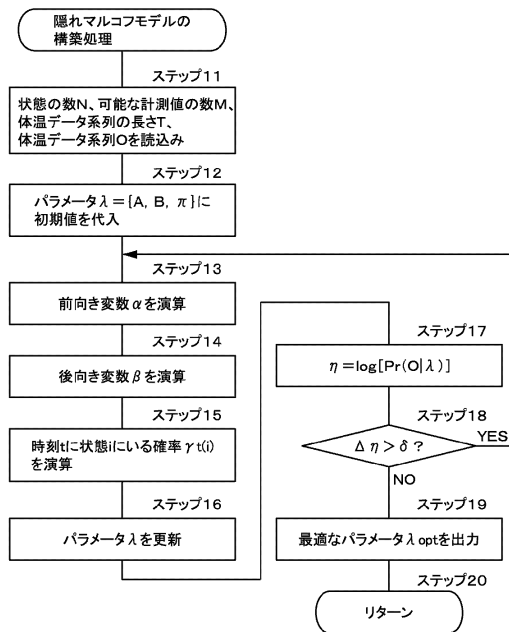 隠れマルコフモデルの
構築処理
ステップ11
状態の数N、可能な計測値の数M、
体温データ系列の長さT、
体温データ系列Oを読込み
ステップ12
パラメータλ={A, B, π}に
初期値を代入
ステップ13
前向き変数αを演算
ステップ14
後向き変数βを演算
ステップ15
時刻tに状態iにいる確率γt(i)
を演算
ステップ16
パラメータλを更新
ステップ17
η=log[Pr(O|λ)]
ステップ18
Δη>δ?
YES
NO
ステップ19
最適なパラメータλoptを出力
ステップ20
リターン